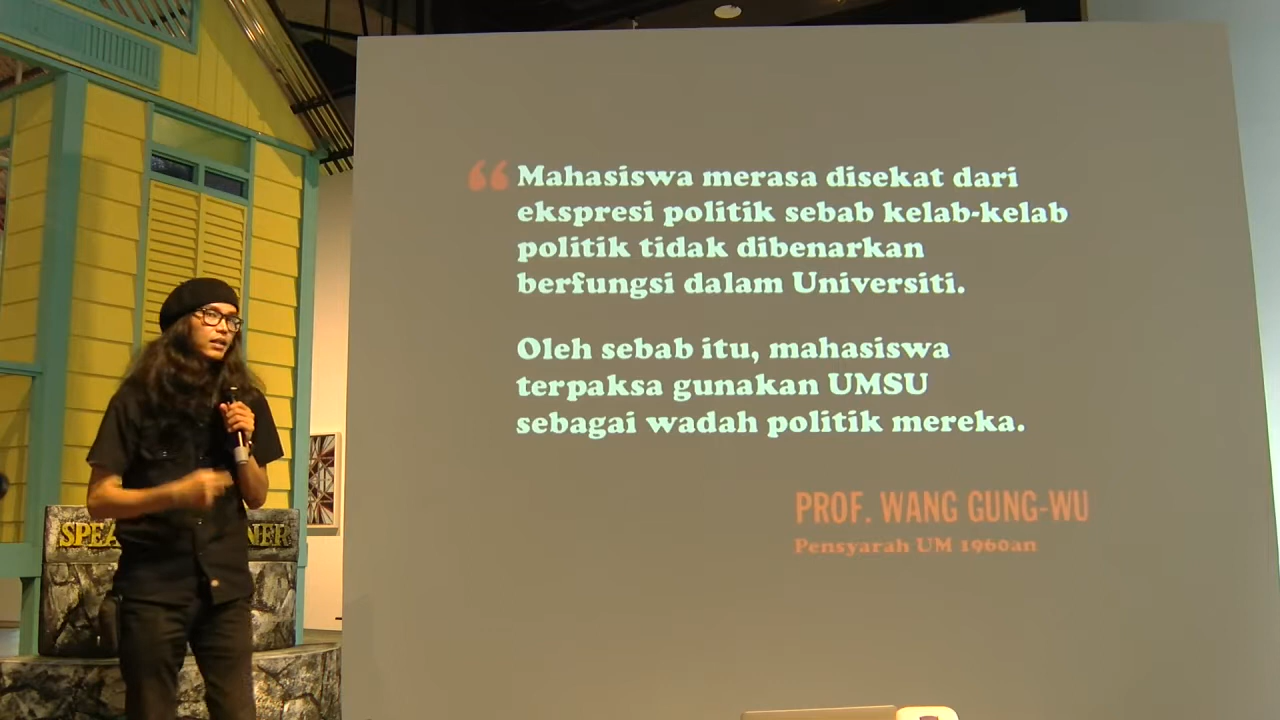 “ Mahasiswa merasa disekat dari
ekspresi politik sebab kelab-kelab
politik tidak dibenarkan
berfungsi dalam Universiti.
Oleh sebab itu, mahasiswa
terpaksa gunakan UMSU
sebagai wadah politik mereka.
PROF. WANG GUNG-WU
Pensyarah UM 1960an